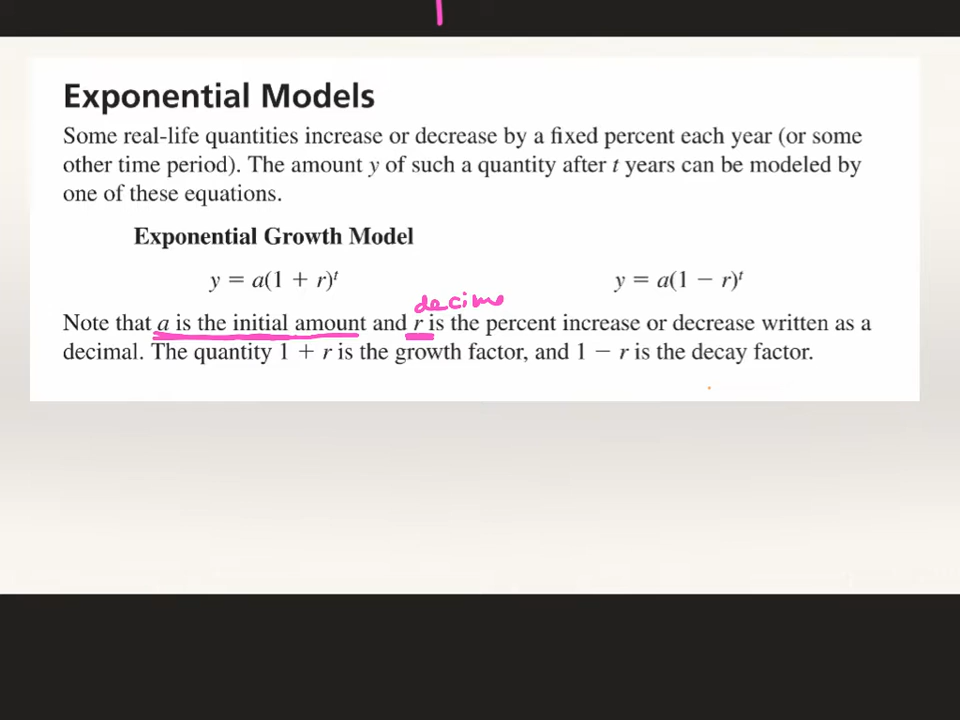 Exponential Models
Some real-life quantities increase or decrease by a fixed percent each year (or some
other time period). The amount y of such a quantity after t years can be modeled by
one of these equations.
Exponential Growth Model
y = a(1 + r)^t y = a(1 − r)^t
decima
Note that a is the initial amount and r is the percent increase or decrease written as a
decimal. The quantity 1 + r is the growth factor, and 1 − r is the decay factor.